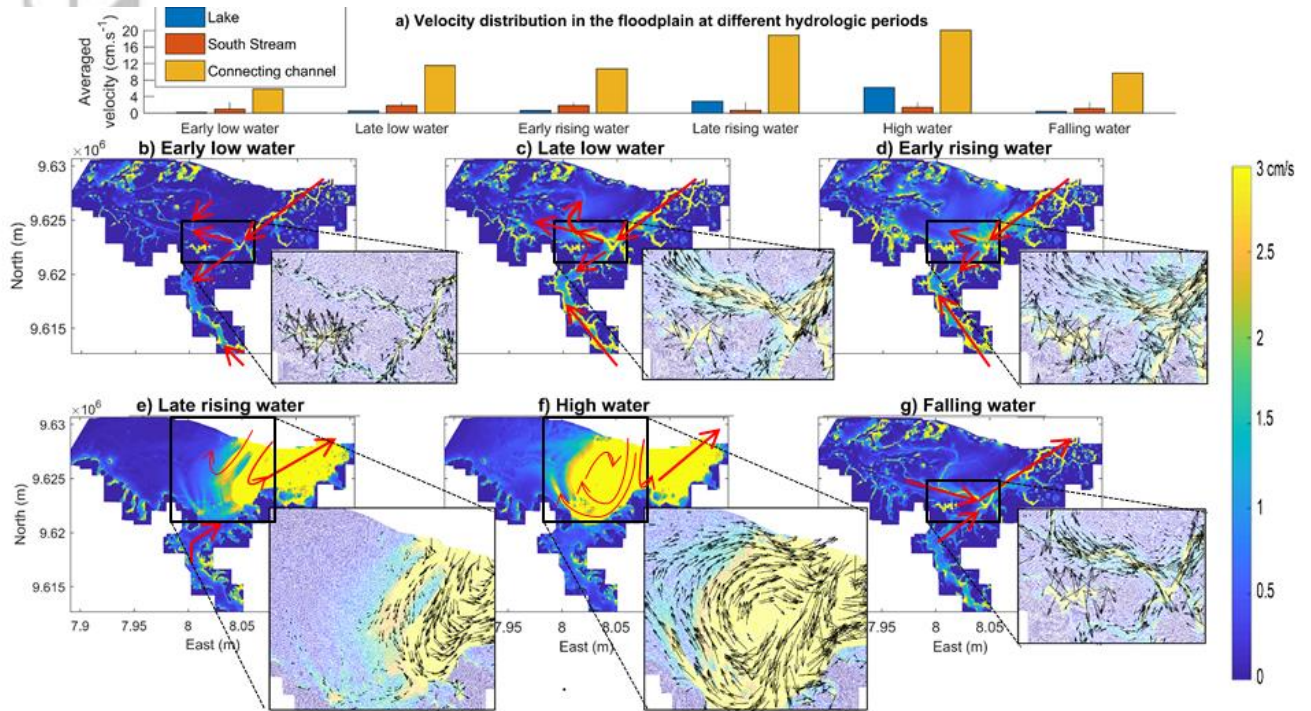 a) Velocity distribution in the floodplain at different hydrologic periods
Lake
South Stream
Connecting channel
Averaged
velocity (cm.s⁻¹)
20
16
12
8
4
0
Early low water
Late low water
Early rising water
Late rising water
High water
Falling water
b) Early low water
c) Late low water
d) Early rising water
×10⁶
9.63
9.625
9.62
9.615
North (m)
3 cm/s
2.5
2
1.5
1
0.5
0
e) Late rising water
f) High water
g) Falling water
×10⁶
9.63
9.625
9.62
9.615
North (m)
7.9
7.95
8
8.05
East (m)
7.95
8
8.05
East (m)
7.95
8
8.05
East (m)